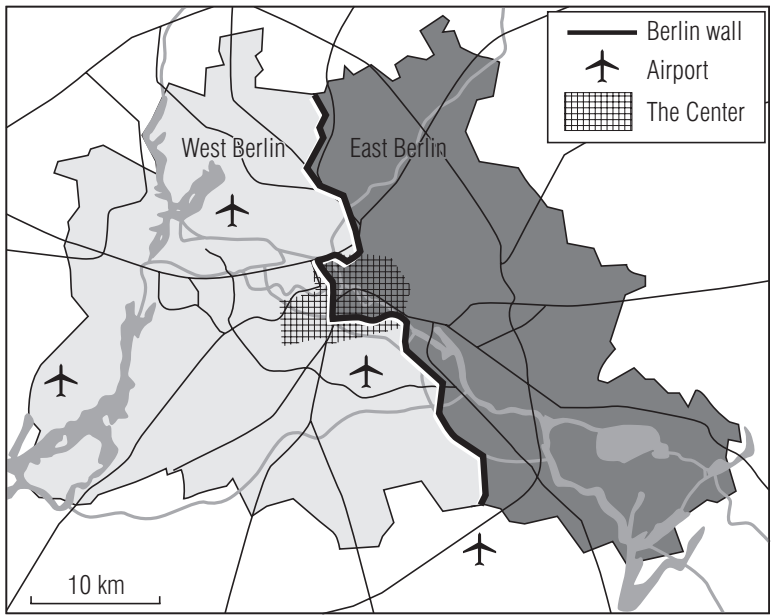 Berlin wall
Airport
The Center
West Berlin
East Berlin
10 km